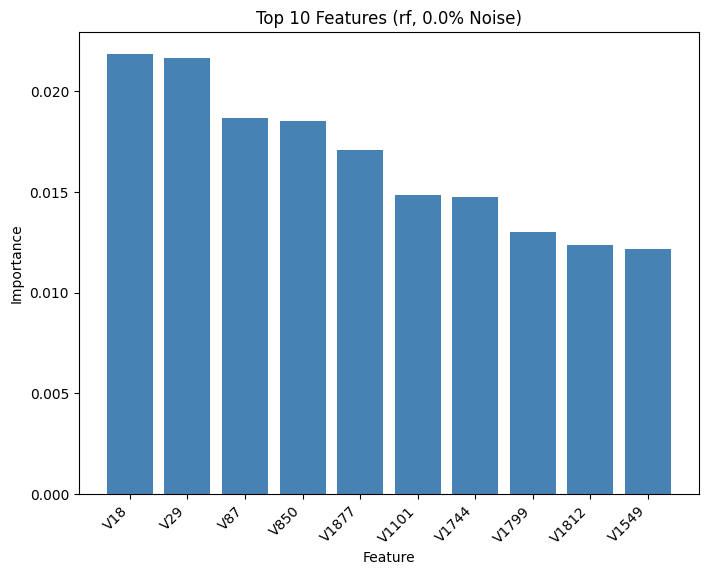 Top 10 Features (rf, 0.0% Noise)
0.020
0.015
0.010
0.005
0.000
Importance
V18
V29
V87
V850
V1877
V1101
V1744
V1799
V1812
V1549
Feature